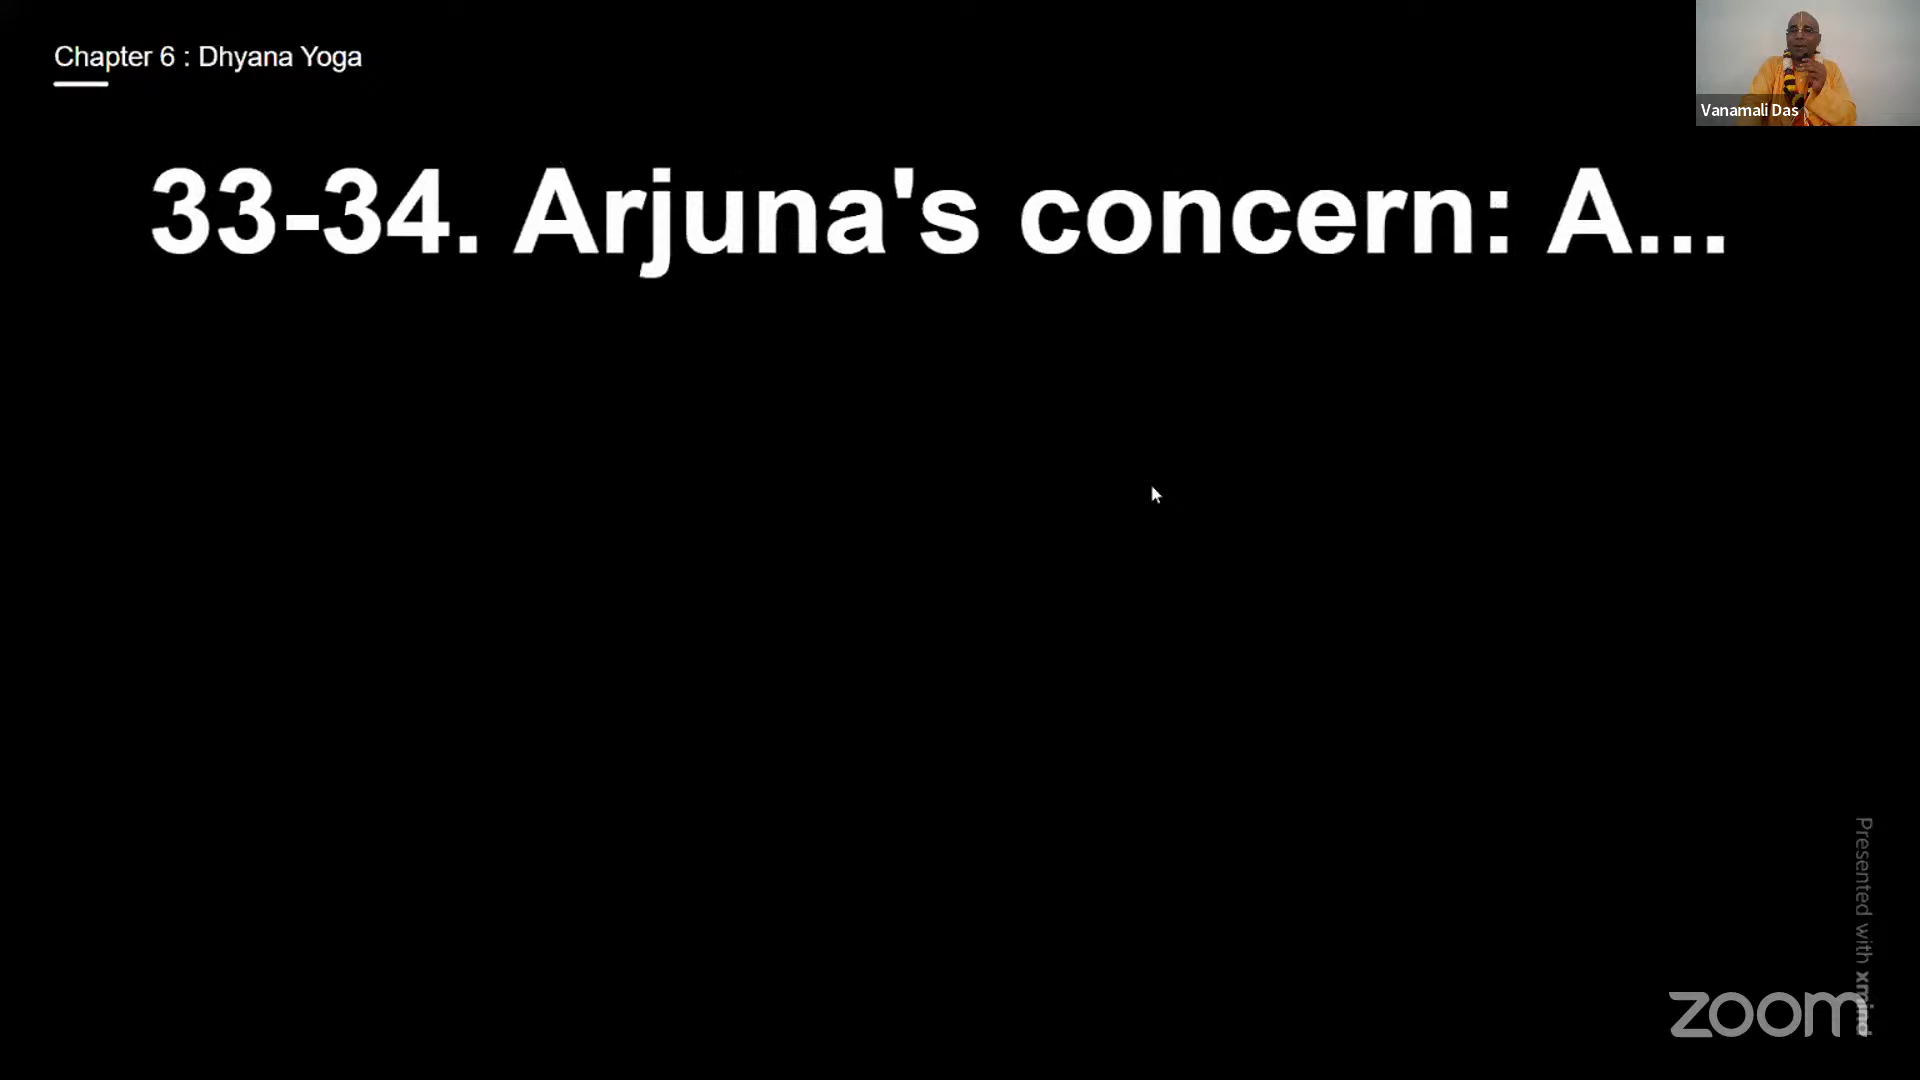 Chapter 6 : Dhyana Yoga
Vanamali Das
33-34. Arjuna's concern: A...
Presented with xmind
zoom